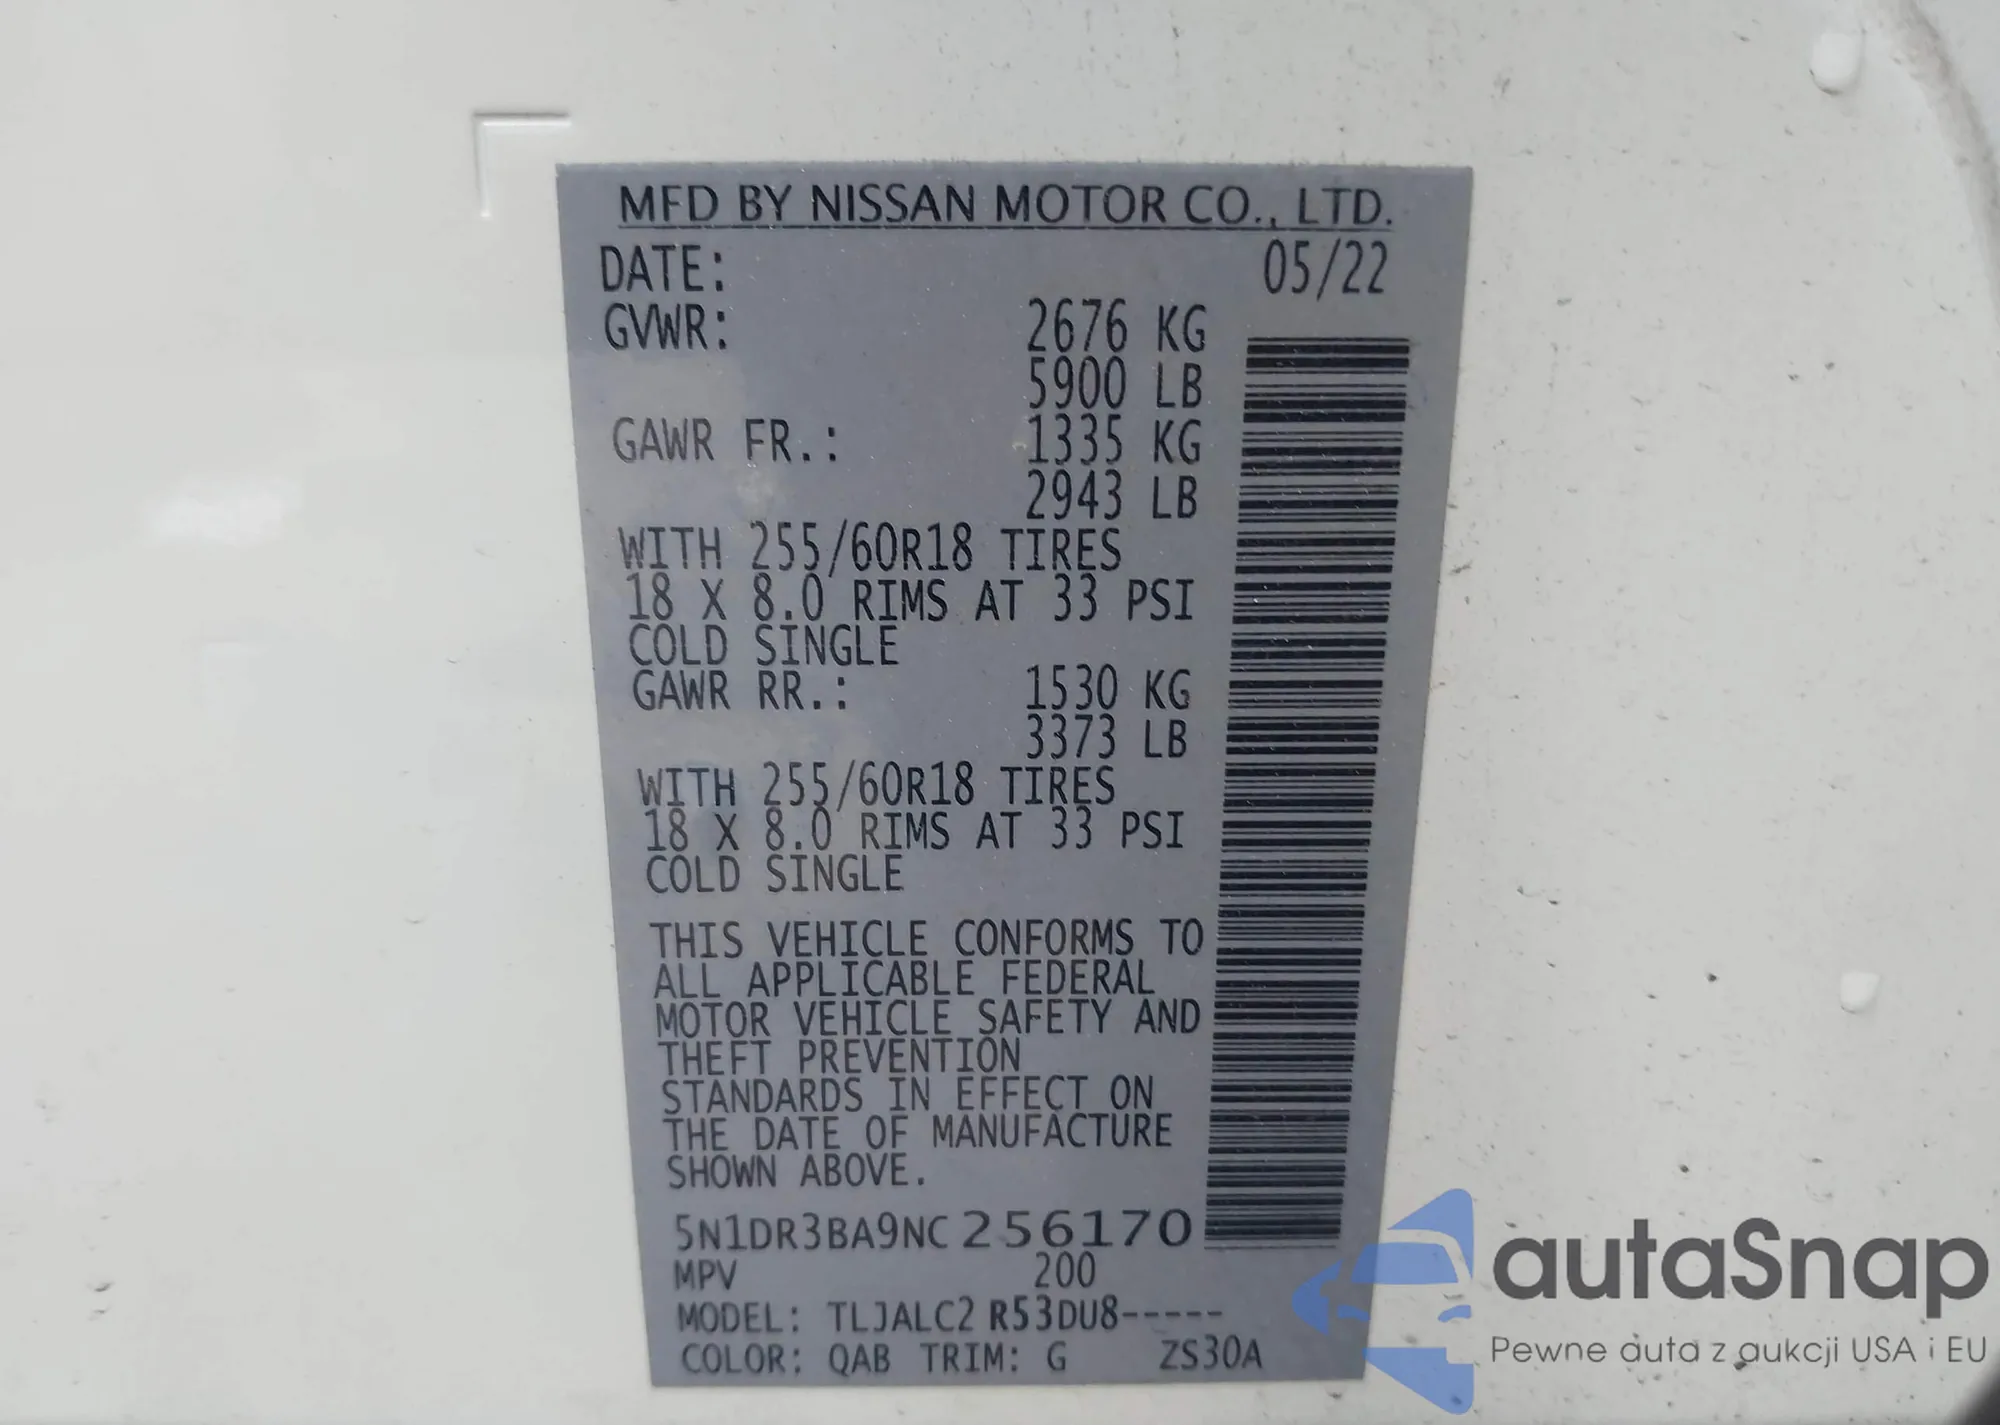 MFD BY NISSAN MOTOR CO., LTD.
DATE: 05/22
GVWR: 2676 KG
5900 LB
GAWR FR.: 1335 KG
2943 LB
WITH 255/60R18 TIRES
18 X 8.0 RIMS AT 33 PSI
COLD SINGLE
GAWR RR.: 1530 KG
3373 LB
WITH 255/60R18 TIRES
18 X 8.0 RIMS AT 33 PSI
COLD SINGLE
THIS VEHICLE CONFORMS TO
ALL APPLICABLE FEDERAL
MOTOR VEHICLE SAFETY AND
THEFT PREVENTION
STANDARDS IN EFFECT ON
THE DATE OF MANUFACTURE
SHOWN ABOVE.
5N1DR3BA9NC256170
MPV 200
MODEL: TLJALC2 R53DU8-----
COLOR: QAB TRIM: G ZS30A
autaSnap
Pewne auta z aukcji USA i EU